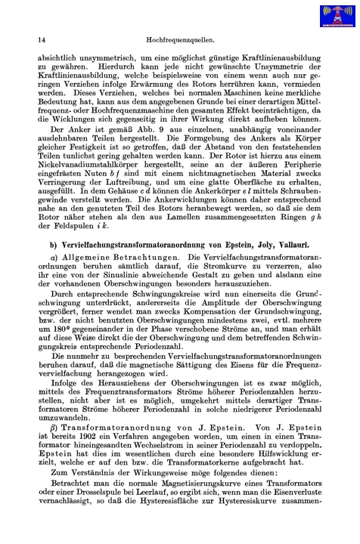 14 Hochfrequenzquellen.
absichtlich unsymmetrisch, um eine möglichst günstige Kraftlinienausbildung
zu gewähren. Hierdurch kann jede nicht gewünschte Unsymmetrie der
Kraftlinienausbildung, welche beispielsweise von einem wenn auch nur ge-
ringen Verziehen infolge Erwärmung des Rotors herrühren kann, vermieden
werden. Dieses Verziehen, welches bei normalen Maschinen keine merkliche
Bedeutung hat, kann aus dem angegebenen Grunde bei einer derartigen Mittel-
frequenz- oder Hochfrequenzmaschine den gesamten Effekt beeinträchtigen, da
die Wicklungen sich gegenseitig in ihrer Wirkung direkt aufheben können.
Der Anker ist gemäß Abb. 9 aus einzelnen, unabhängig voneinander
ausdehnbaren Teilen hergestellt. Die Formgebung des Ankers als Körper
gleicher Festigkeit ist so getroffen, daß der Abstand von den feststehenden
Teilen tunlichst gering gehalten werden kann. Der Rotor ist hierzu aus einem
Nickelvanadiumstahlkörper hergestellt, seine an der äußeren Peripherie
eingefrästen Nuten b f sind mit einem nichtmagnetischen Material zwecks
Verringerung der Luftreibung, und um eine glatte Oberfläche zu erhalten,
ausgefüllt. In dem Gehäuse c d können die Ankerkörper e l mittels Schrauben-
gewinde verstellt werden. Die Ankerwicklungen können daher entsprechend
nahe an den genuteten Teil des Rotors heranbewegt werden, so daß sie dem
Rotor näher stehen als den aus Lamellen zusammengesetzten Ringen g h
der Feldspulen i k.
b) Vervielfachungstransformatoranordnung von Epstein, Joly, Vallauri.
α) Allgemeine Betrachtungen. Die Vervielfachungstransformatoran-
ordnungen beruhen sämtlich darauf, die Stromkurve zu verzerren, also
ihr eine von der Sinuslinie abweichende Gestalt zu geben und alsdann eine
der vorhandenen Oberschwingungen besonders herauszuziehen.
Durch entsprechende Schwingungskreise wird nun einerseits die Grund-
schwingung unterdrückt, andererseits die Amplitude der Oberschwingung
vergrößert, ferner wendet man zwecks Kompensation der Grundschwingung,
bzw. der nicht benutzten Oberschwingungen mindestens zwei, evtl. mehrere
um 180° gegeneinander in der Phase verschobene Ströme an, und man erhält
auf diese Weise direkt die der Oberschwingung und dem betreffenden Schwin-
gungskreis entsprechende Periodenzahl.
Die nunmehr zu besprechenden Vervielfachungstransformatoranordnungen
beruhen darauf, daß die magnetische Sättigung des Eisens für die Frequenz-
vervielfachung herangezogen wird.
Infolge des Herausziehens der Oberschwingungen ist es zwar möglich,
mittels des Frequenztransformators Ströme höherer Periodenzahlen herzu-
stellen, nicht aber ist es möglich, umgekehrt mittels derartiger Trans-
formatoren Ströme höherer Periodenzahl in solche niedrigerer Periodenzahl
umzuwandeln.
β) Transformatoranordnung von J. Epstein. Von J. Epstein
ist bereits 1902 ein Verfahren angegeben worden, um einen in einen Trans-
formator hineingesandten Wechselstrom in seiner Periodenzahl zu verdoppeln.
Epstein hat dies im wesentlichen durch eine besondere Hilfswicklung er-
zielt, welche er auf den bzw. die Transformatorkerne aufgebracht hat.
Zum Verständnis der Wirkungsweise möge folgendes dienen:
Betrachtet man die normale Magnetisierungskurve eines Transformators
oder einer Drosselspule bei Leerlauf, so ergibt sich, wenn man die Eisenverluste
vernachlässigt, so daß die Hysteresisfläche zur Hysteresiskurve zusammen-